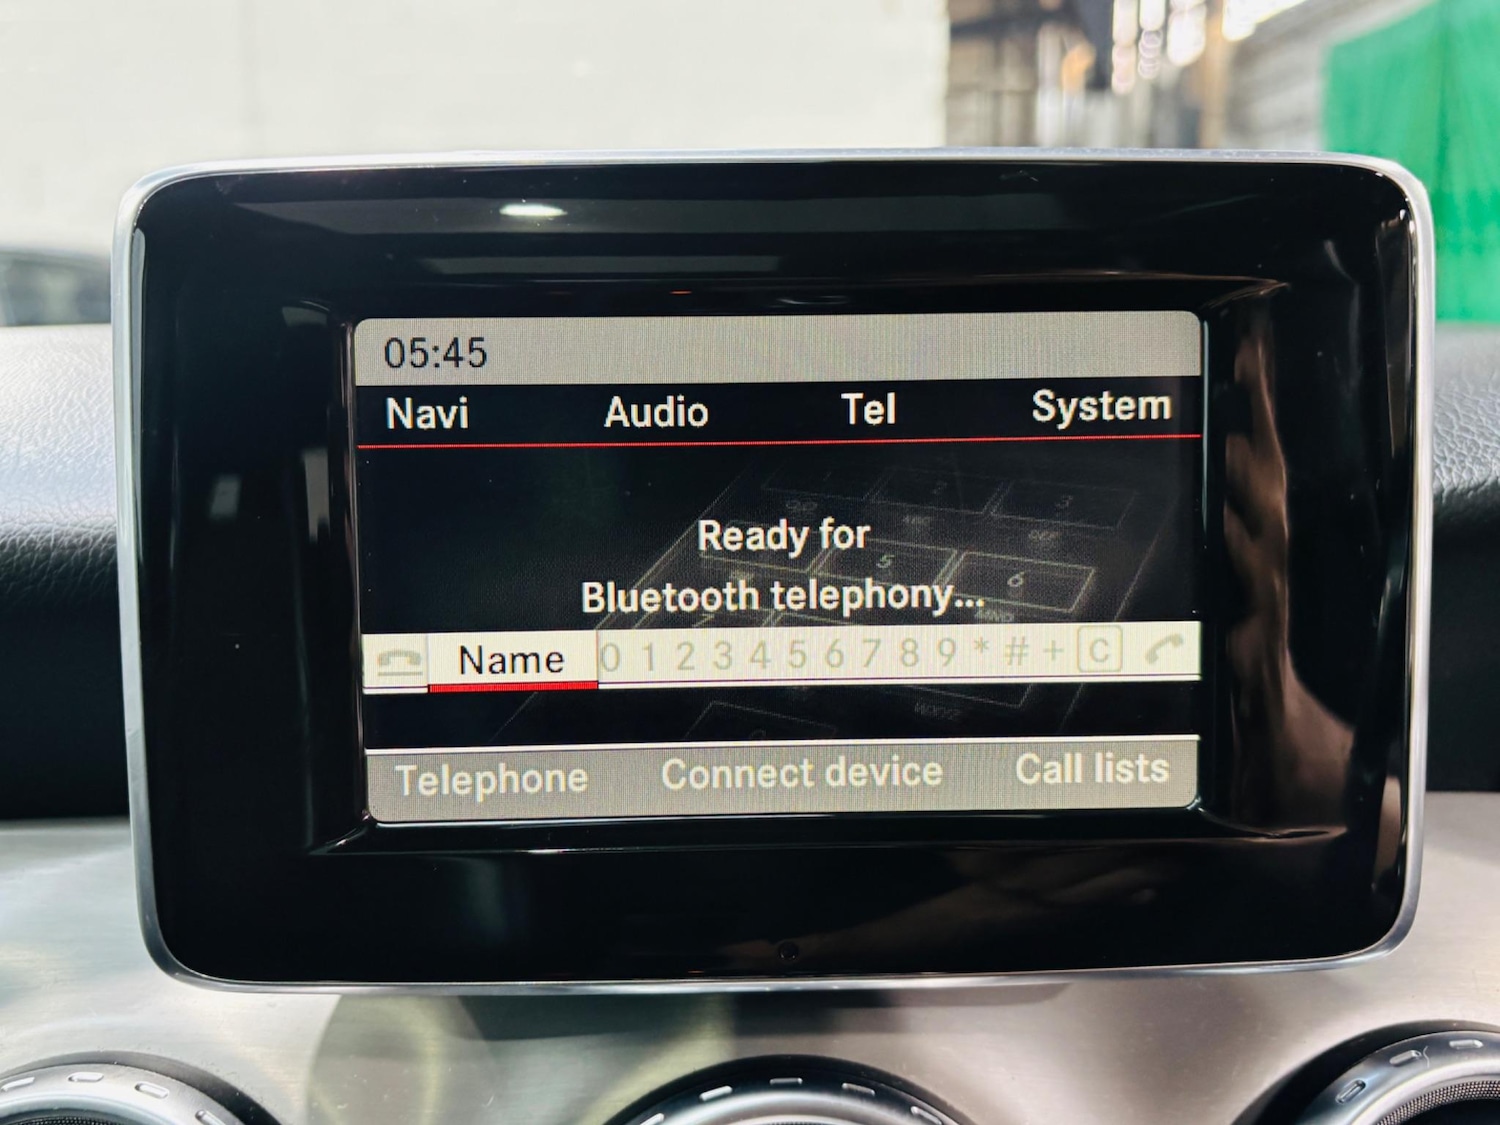 05:45
Navi Audio Tel System
Ready for
Bluetooth telephony...
Name 0 1 2 3 4 5 6 7 8 9 * # + C
Telephone Connect device Call lists